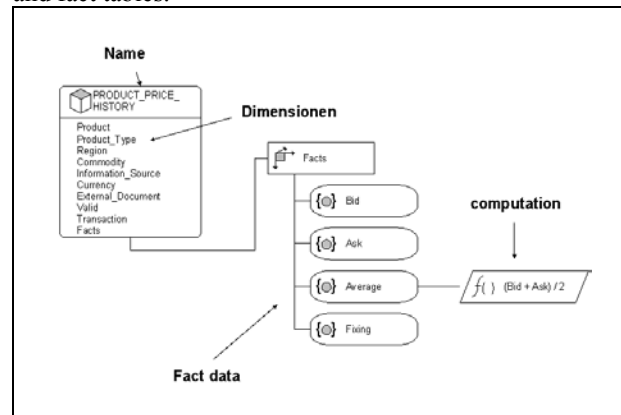 and fact tables.
Name
PRODUCT_PRICE_
HISTORY
Product
Product_Type
Region
Commodity
Information_Source
Currency
External_Document
Valid
Transaction
Facts
Dimensionen
Facts
{ } Bid
{ } Ask
{ } Average
{ } Fixing
computation
f( ) (Bid + Ask) / 2
Fact data